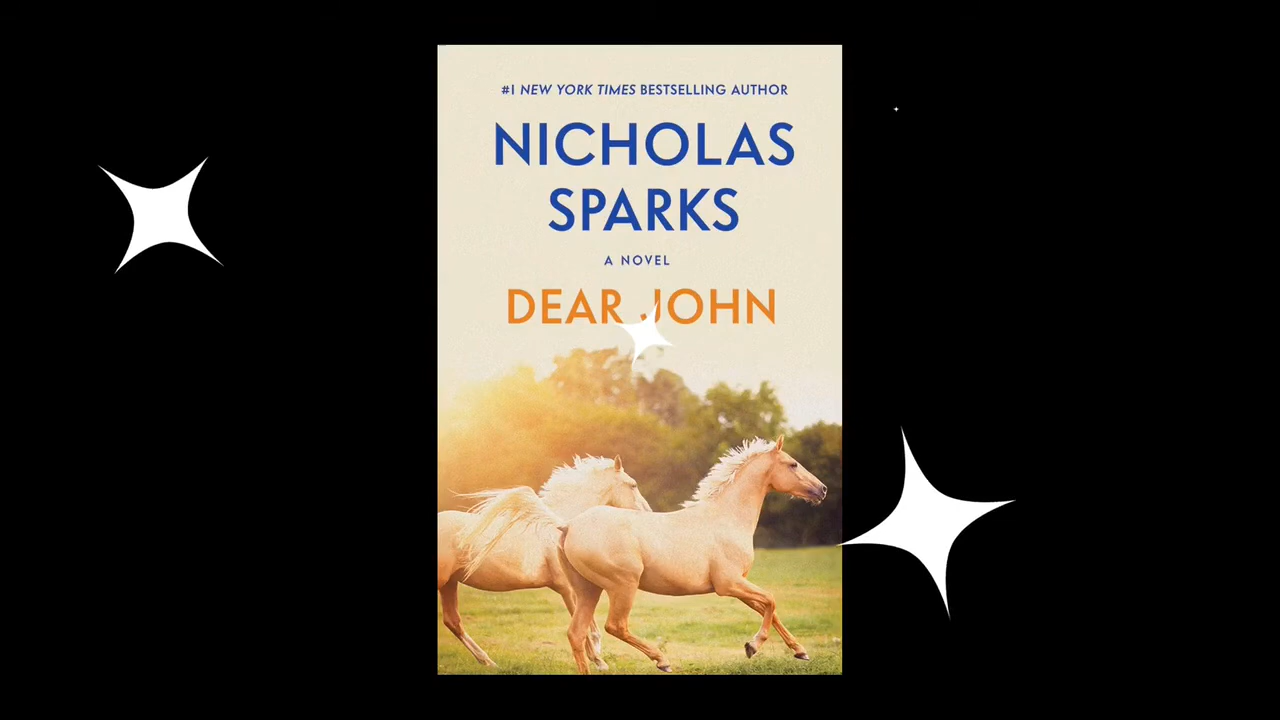 #1 NEW YORK TIMES BESTSELLING AUTHOR
NICHOLAS
SPARKS
A NOVEL
DEAR JOHN